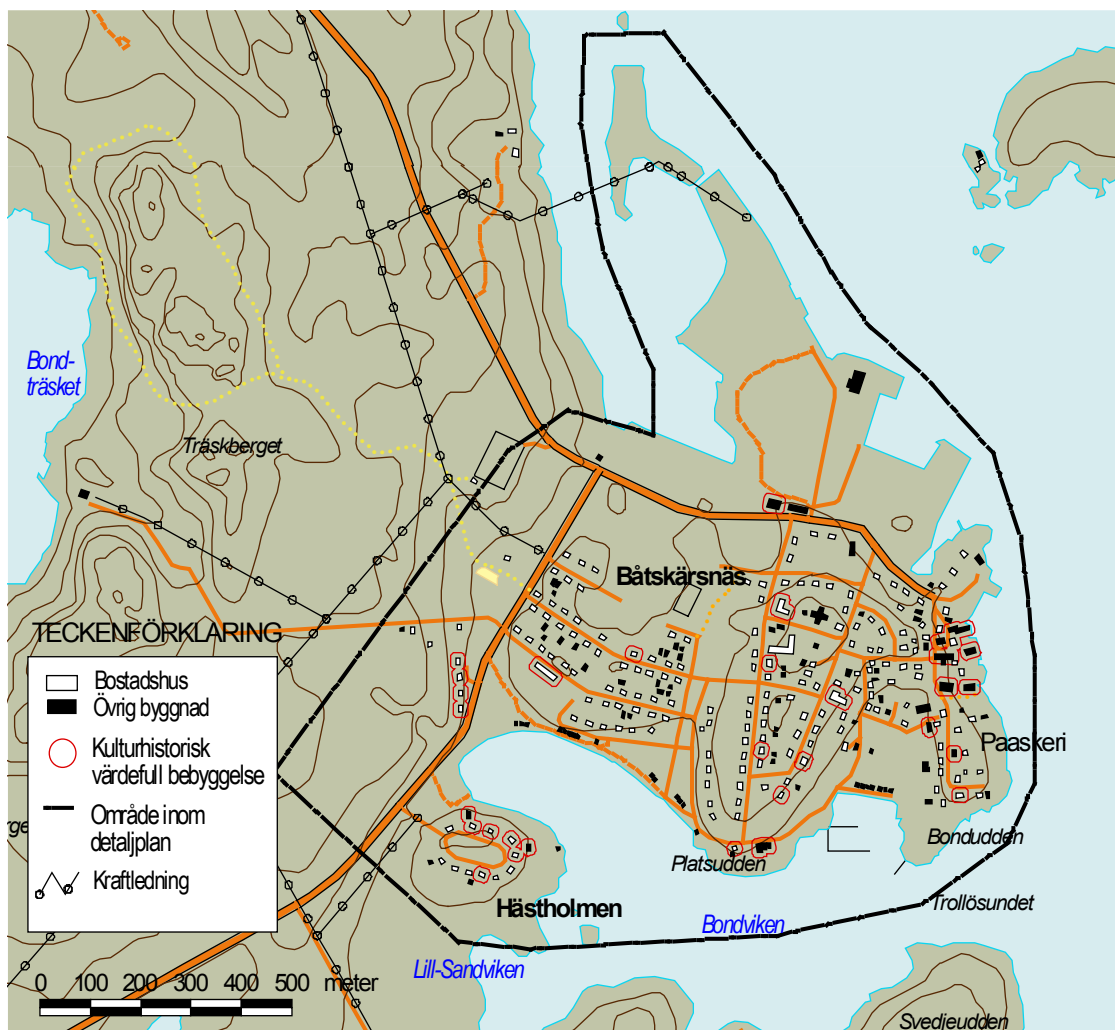 Bond-
träsket
Träskberget
Båtskärsnäs
TECKENFÖRKLARING
Bostadshus
Övrig byggnad
Kulturhistorisk
värdefull bebyggelse
Område inom
detaljplan
Kraftledning
Paaskeri
Bondudden
Platsudden
Trollösundet
Hästholmen
Bondviken
Lill-Sandviken
0 100 200 300 400 500 meter
Svedjeudden